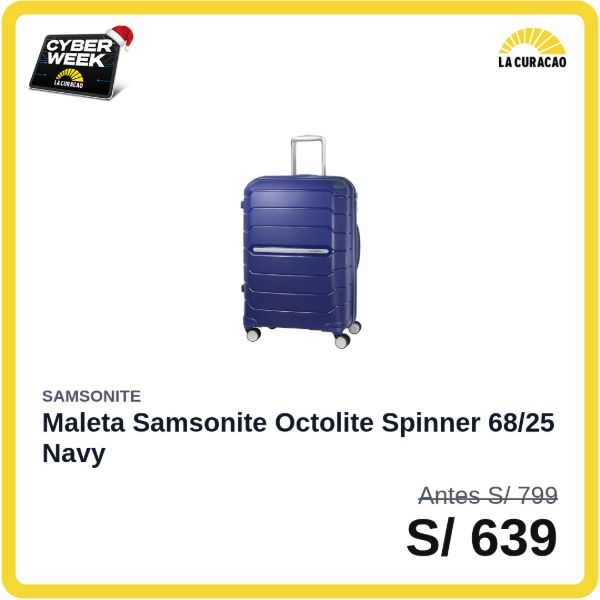 CYBER
WEEK
LA CURACAO
LA CURACAO
SAMSONITE
Maleta Samsonite Octolite Spinner 68/25
Navy
Antes S/ 799
S/ 639